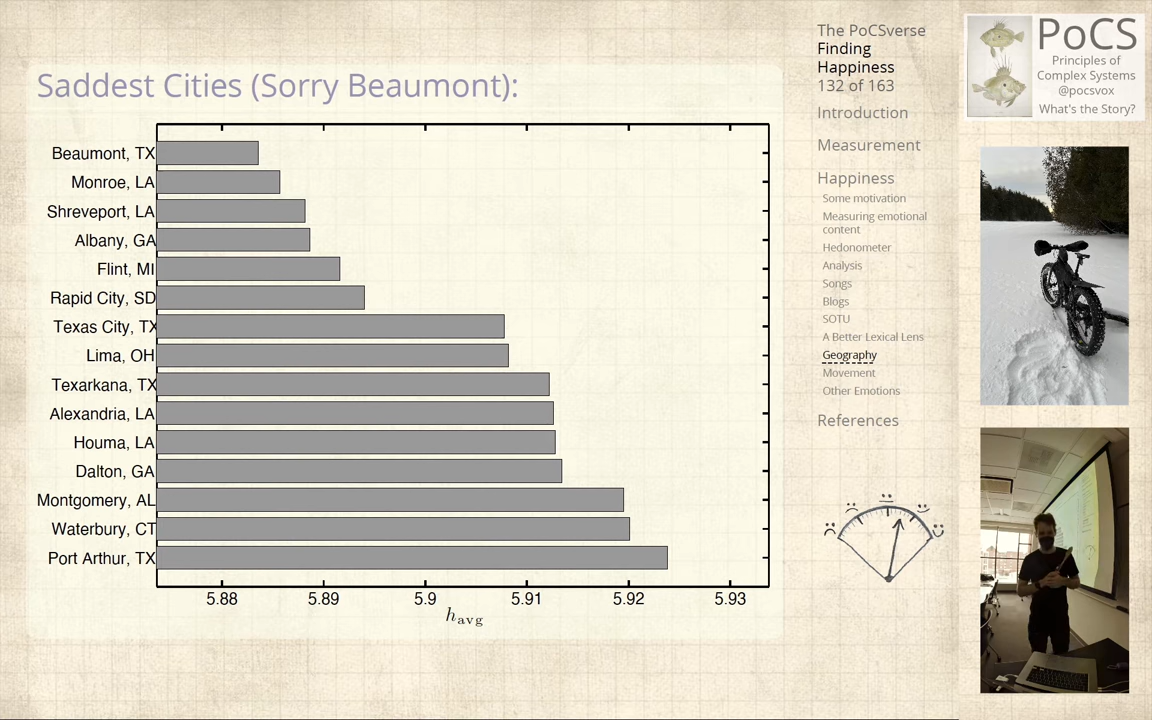 Saddest Cities (Sorry Beaumont):
Beaumont, TX
Monroe, LA
Shreveport, LA
Albany, GA
Flint, MI
Rapid City, SD
Texas City, TX
Lima, OH
Texarkana, TX
Alexandria, LA
Houma, LA
Dalton, GA
Montgomery, AL
Waterbury, CT
Port Arthur, TX
5.88 5.89 5.9 5.91 5.92 5.93
h_avg
The PoCSverse
Finding
Happiness
132 of 163
Introduction
Measurement
Happiness
Some motivation
Measuring emotional
content
Hedonometer
Analysis
Songs
Blogs
SOTU
A Better Lexical Lens
Geography
Movement
Other Emotions
References
PoCS
Principles of
Complex Systems
@pocsvox
What's the Story?